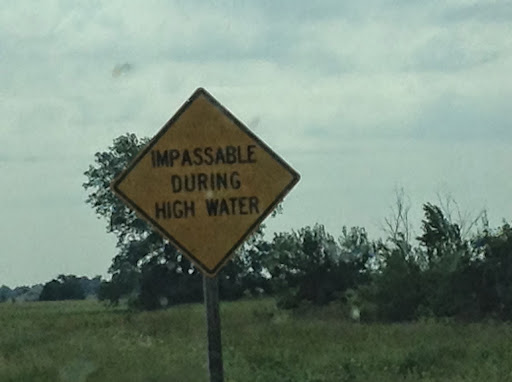 IMPASSABLE
DURING
HIGH WATER